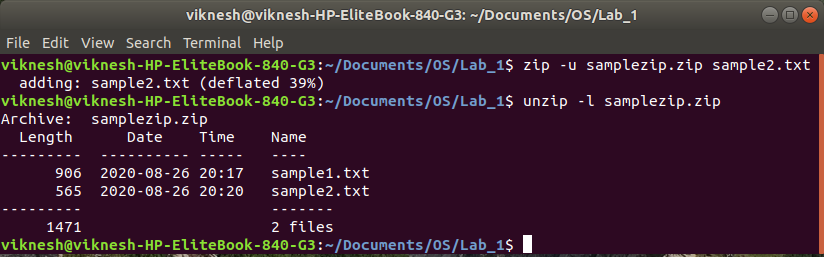 viknesh@viknesh-HP-EliteBook-840-G3: ~/Documents/OS/Lab_1
File Edit View Search Terminal Help
viknesh@viknesh-HP-EliteBook-840-G3:~/Documents/OS/Lab_1$ zip -u samplezip.zip sample2.txt
  adding: sample2.txt (deflated 39%)
viknesh@viknesh-HP-EliteBook-840-G3:~/Documents/OS/Lab_1$ unzip -l samplezip.zip
Archive:  samplezip.zip
  Length      Date    Time    Name
---------  ---------- -----   ----
      906  2020-08-26 20:17   sample1.txt
      565  2020-08-26 20:20   sample2.txt
---------                     -------
     1471                     2 files
viknesh@viknesh-HP-EliteBook-840-G3:~/Documents/OS/Lab_1$